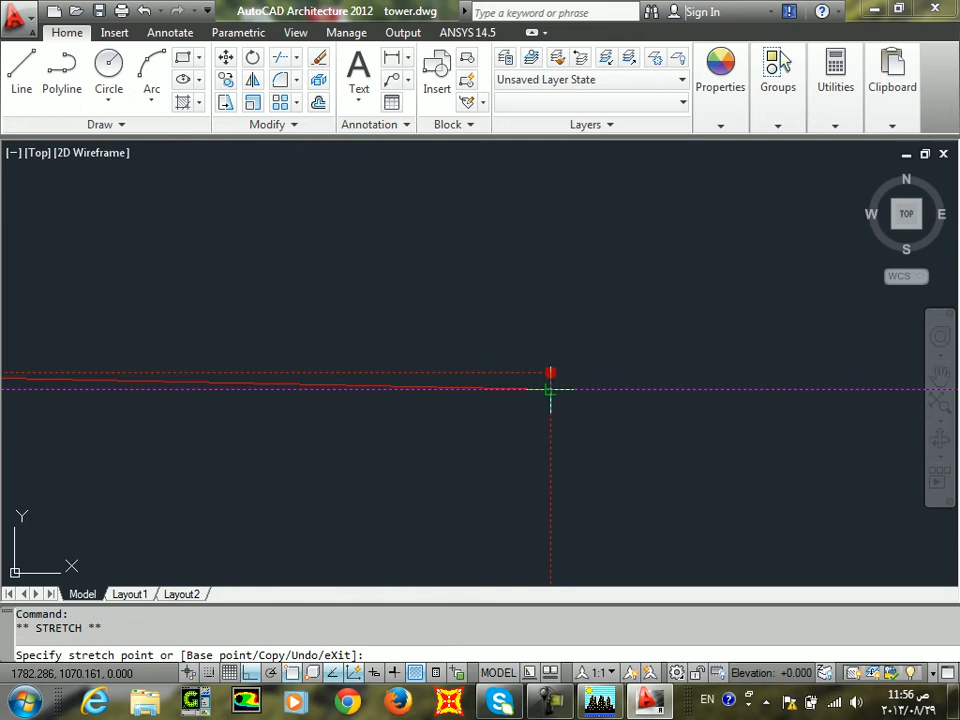 AutoCAD Architecture 2012 tower.dwg
Type a keyword or phrase
Sign In
Home Insert Annotate Parametric View Manage Output ANSYS 14.5
Line Polyline Circle Arc Text Insert Unsaved Layer State Properties Groups Utilities Clipboard
Draw Modify Annotation Block Layers
[−] [Top] [2D Wireframe]
N
W TOP E
S
WCS
Y
X
Model Layout1 Layout2
Command:
** STRETCH **
Specify stretch point or [Base point/Copy/Undo/eXit]:
1782.286, 1070.161, 0.000 MODEL 1:1 Elevation: +0.000
EN 11:56 ص
٢٠١٣/٠٨/٢٩